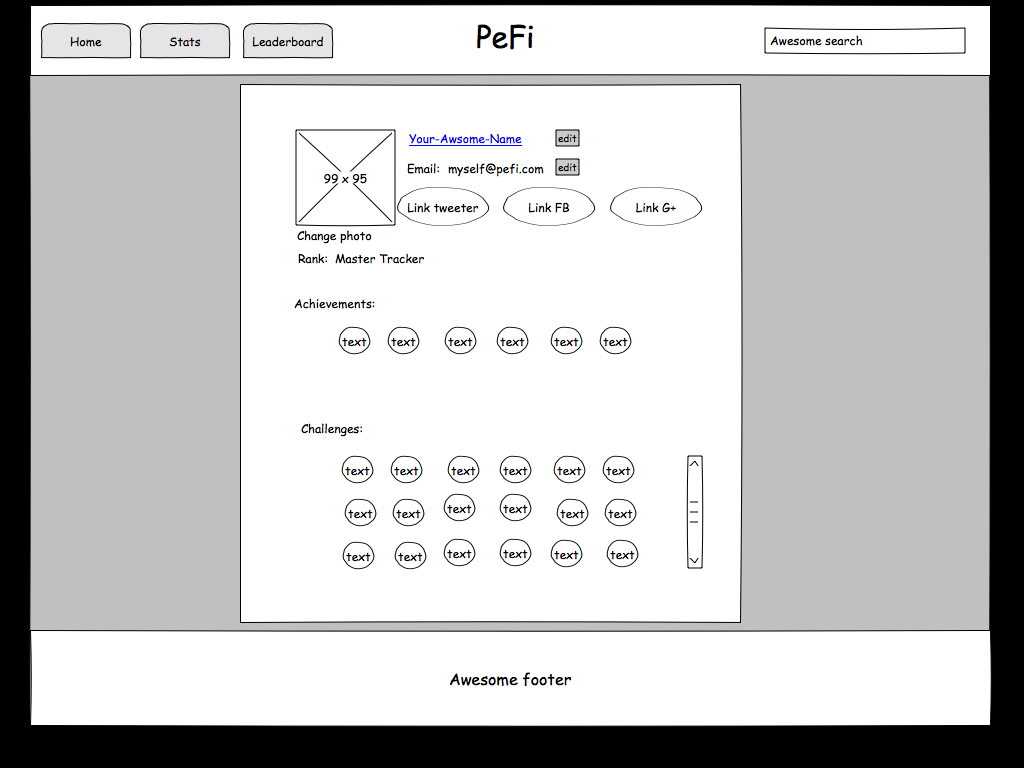 Home Stats Leaderboard PeFi Awesome search
Your-Awsome-Name edit
Email: myself@pefi.com edit
99 x 95
Link tweeter Link FB Link G+
Change photo
Rank: Master Tracker
Achievements:
text text text text text text
Challenges:
text text text text text text
text text text text text text
text text text text text text
Awesome footer